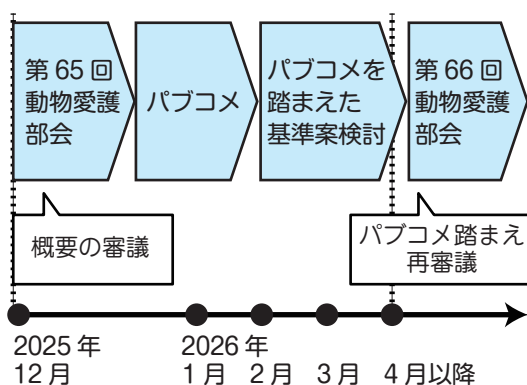 第 65 回
動物愛護
部会
パブコメ
パブコメを
踏まえた
基準案検討
第 66 回
動物愛護
部会
概要の審議
パブコメ踏まえ
再審議
2025 年
12 月
2026 年
1 月
2 月
3 月
4 月以降